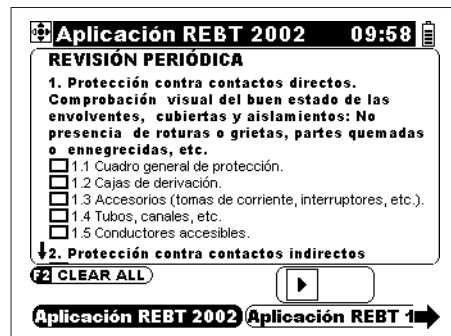 Aplicación REBT 2002 09:58
REVISIÓN PERIÓDICA
1. Protección contra contactos directos.
Comprobación visual del buen estado de las
envolventes, cubiertas y aislamientos: No
presencia de roturas o grietas, partes quemadas
o ennegrecidas, etc.
1.1 Cuadro general de protección.
1.2 Cajas de derivación.
1.3 Accesorios (tomas de corriente, interruptores, etc.).
1.4 Tubos, canales, etc.
1.5 Conductores accesibles.
2. Protección contra contactos indirectos
F2 CLEAR ALL
Aplicación REBT 2002 Aplicación REBT 1